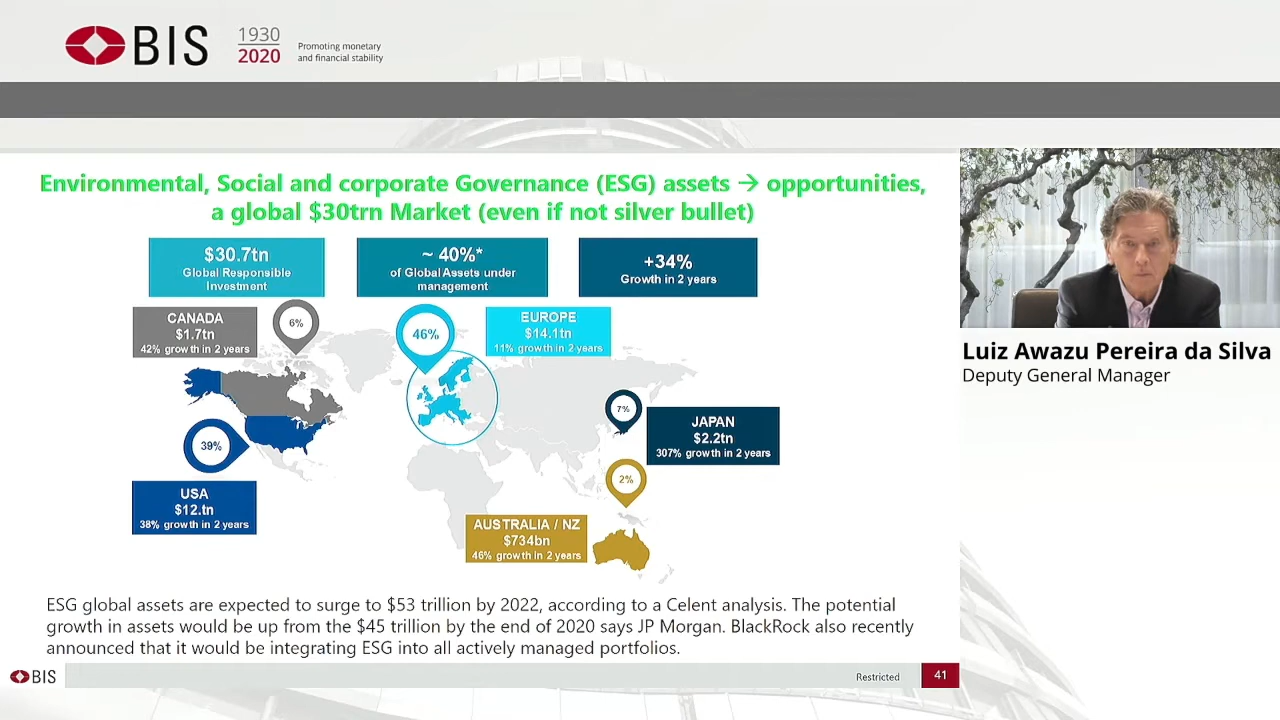 BIS
1930
2020
Promoting monetary
and financial stability
Environmental, Social and corporate Governance (ESG) assets → opportunities,
a global $30trn Market (even if not silver bullet)
$30.7tn
Global Responsible
Investment
~ 40%*
of Global Assets under
management
+34%
Growth in 2 years
CANADA
$1.7tn
42% growth in 2 years
6%
46%
EUROPE
$14.1tn
11% growth in 2 years
7%
JAPAN
$2.2tn
307% growth in 2 years
39%
USA
$12.tn
38% growth in 2 years
2%
AUSTRALIA / NZ
$734bn
46% growth in 2 years
ESG global assets are expected to surge to $53 trillion by 2022, according to a Celent analysis. The potential
growth in assets would be up from the $45 trillion by the end of 2020 says JP Morgan. BlackRock also recently
announced that it would be integrating ESG into all actively managed portfolios.
BIS
Restricted
41
Luiz Awazu Pereira da Silva
Deputy General Manager